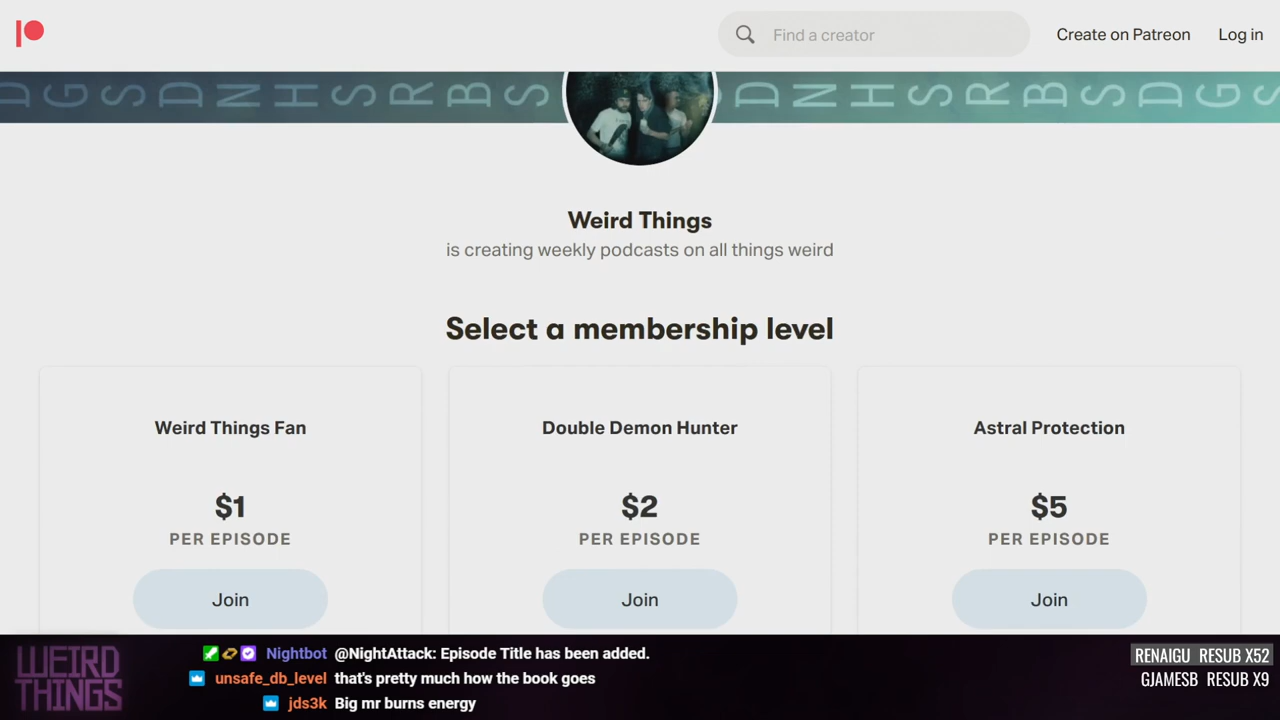 Find a creator
Create on Patreon
Log in
DGSDNHSRBS DNHSRBSDGS
Weird Things
is creating weekly podcasts on all things weird
Select a membership level
Weird Things Fan
$1
PER EPISODE
Join
Double Demon Hunter
$2
PER EPISODE
Join
Astral Protection
$5
PER EPISODE
Join
WEIRD
THINGS
Nightbot @NightAttack: Episode Title has been added.
unsafe_db_level that's pretty much how the book goes
jds3k Big mr burns energy
RENAIGU RESUB X52
GJAMESB RESUB X9